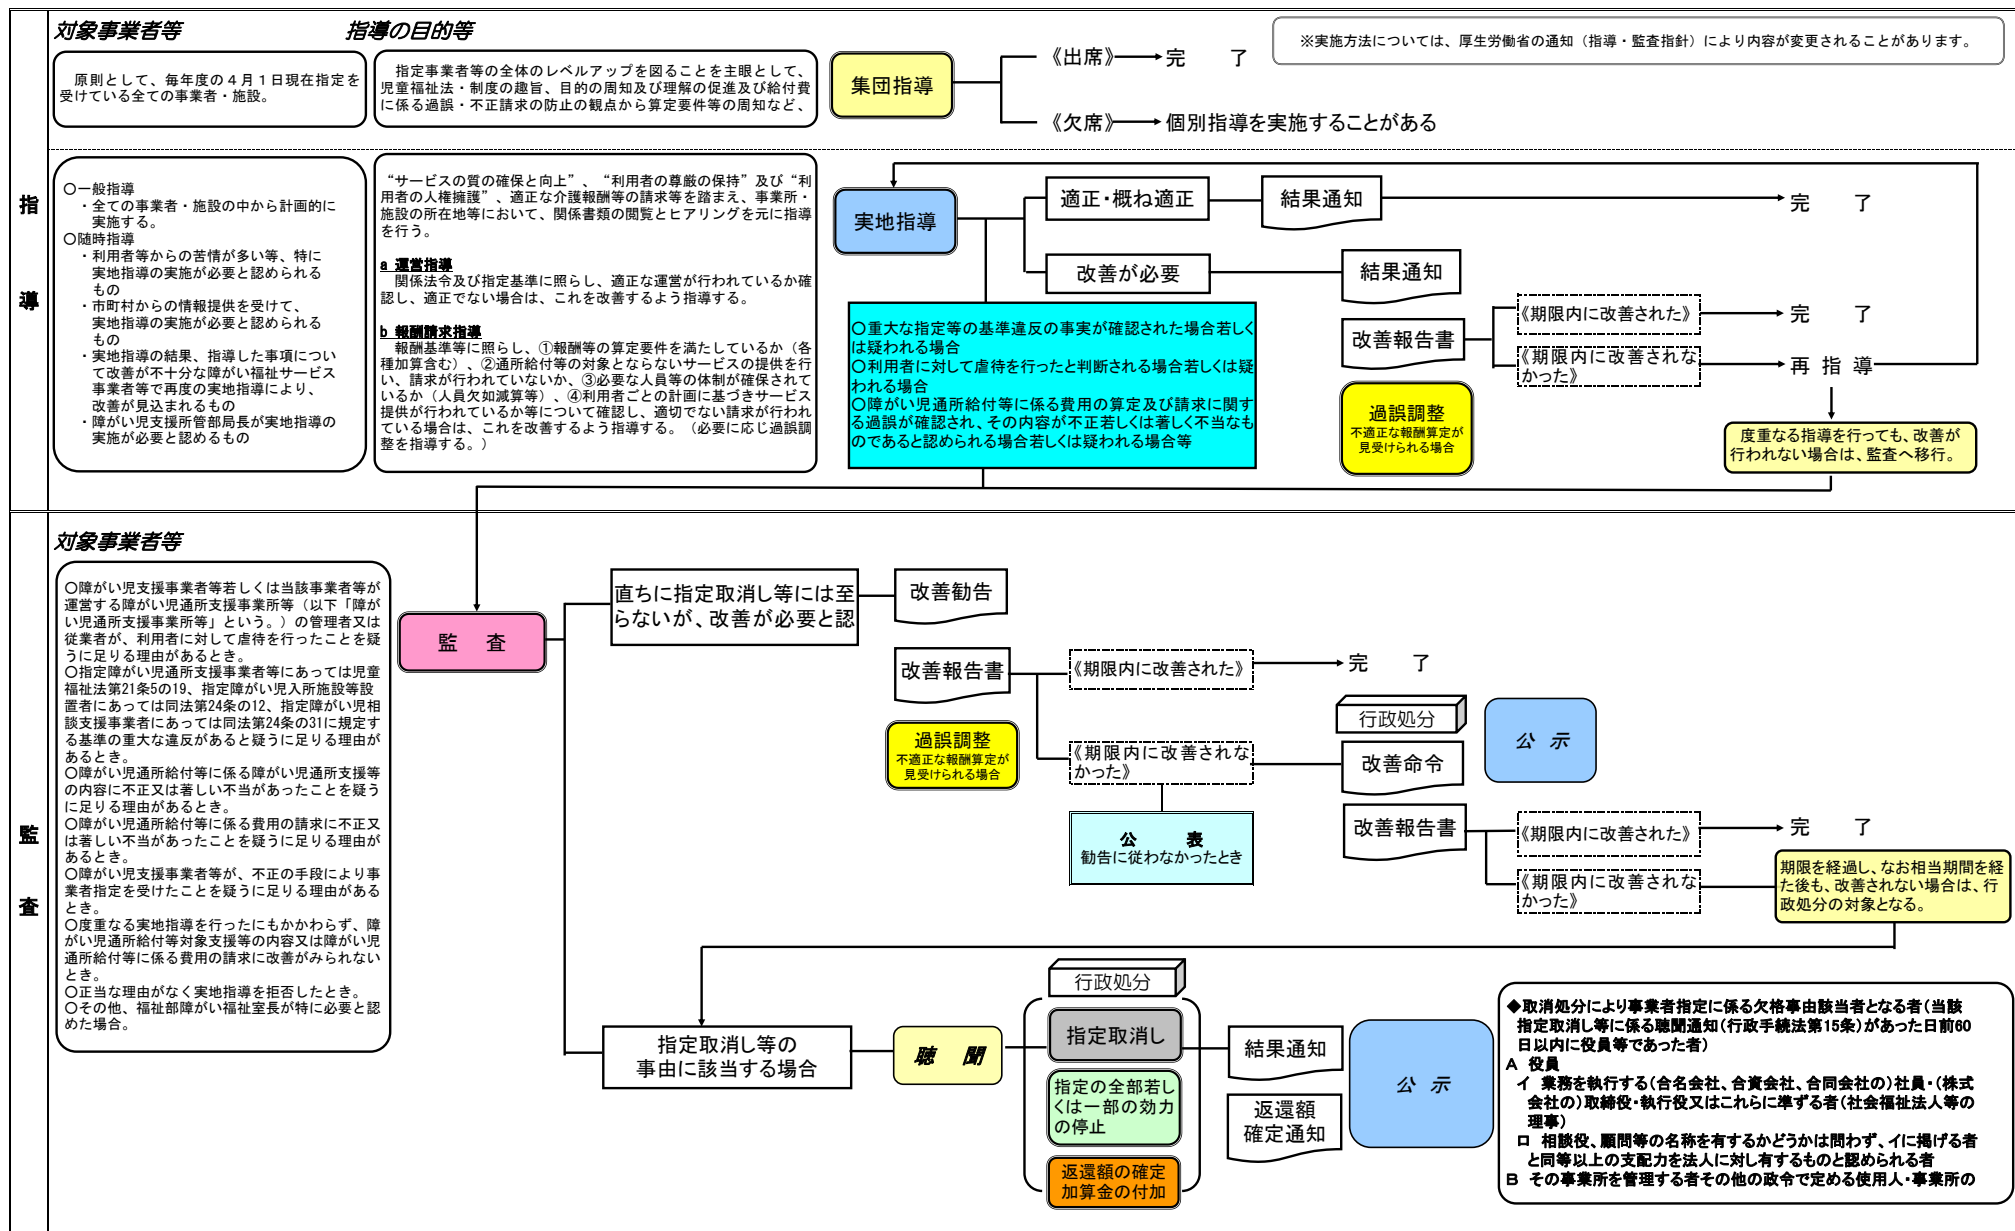 対象事業者等
指導の目的等
※実施方法については、厚生労働省の通知（指導・監査指針）により内容が変更されることがあります。
原則として、毎年度の４月１日現在指定を
受けている全ての事業者・施設。
指定事業者等の全体のレベルアップを図ることを主眼として、
児童福祉法・制度の趣旨、目的の周知及び理解の促進及び給付費
に係る過誤・不正請求の防止の観点から算定要件等の周知など、
集団指導
《出席》
完　　了
《欠席》
個別指導を実施することがある
指
導
〇一般指導
・全ての事業者・施設の中から計画的に
実施する。
〇随時指導
・利用者等からの苦情が多い等、特に
実地指導の実施が必要と認められる
もの
・市町村からの情報提供を受けて、
実地指導の実施が必要と認められる
もの
・実地指導の結果、指導した事項につい
て改善が不十分な障がい福祉サービス
事業者等で再度の実地指導により、
改善が見込まれるもの
・障がい児支援所管部局長が実地指導の
実施が必要と認めるもの
“サービスの質の確保と向上”、“利用者の尊厳の保持”及び“利
用者の人権擁護”、適正な介護報酬等の請求等を踏まえ、事業所・
施設の所在地等において、関係書類の閲覧とヒアリングを元に指導
を行う。
a 運営指導
関係法令及び指定基準に照らし、適正な運営が行われているか確
認し、適正でない場合は、これを改善するよう指導する。
b 報酬請求指導
報酬基準等に照らし、①報酬等の算定要件を満たしているか（各
種加算含む）、②通所給付等の対象とならないサービスの提供を行
い、請求が行われていないか、③必要な人員等の体制が確保されて
いるか（人員欠如減算等）、④利用者ごとの計画に基づきサービス
提供が行われているか等について確認し、適切でない請求が行われ
ている場合は、これを改善するよう指導する。（必要に応じ過誤調
整を指導する。）
実地指導
適正・概ね適正
結果通知
完　　了
改善が必要
結果通知
〇重大な指定等の基準違反の事実が確認された場合若しく
は疑われる場合
〇利用者に対して虐待を行ったと判断される場合若しくは疑
われる場合
〇障がい児通所給付等に係る費用の算定及び請求に関す
る過誤が確認され、その内容が不正若しくは著しく不当なも
のであると認められる場合若しくは疑われる場合等
改善報告書
《期限内に改善された》
完　　了
《期限内に改善されな
かった》
再 指 導
過誤調整
不適正な報酬算定が
見受けられる場合
度重なる指導を行っても、改善が
行われない場合は、監査へ移行。
監
査
対象事業者等
〇障がい児支援事業者等若しくは当該事業者等が
運営する障がい児通所支援事業所等（以下「障が
い児通所支援事業所等」という。）の管理者又は
従業者が、利用者に対して虐待を行ったことを疑
うに足りる理由があるとき。
〇指定障がい児通所支援事業者等にあっては児童
福祉法第21条5の19、指定障がい児入所施設等設
置者にあっては同法第24条の12、指定障がい児相
談支援事業者にあっては同法第24条の31に規定す
る基準の重大な違反があると疑うに足りる理由が
あるとき。
〇障がい児通所給付等に係る障がい児通所支援等
の内容に不正又は著しい不当があったことを疑う
に足りる理由があるとき。
〇障がい児通所給付等に係る費用の請求に不正又
は著しい不当があったことを疑うに足りる理由が
あるとき。
〇障がい児支援事業者等が、不正の手段により事
業者指定を受けたことを疑うに足りる理由がある
とき。
〇度重なる実地指導を行ったにもかかわらず、障
がい児通所給付等対象支援等の内容又は障がい児
通所給付等に係る費用の請求に改善がみられない
とき。
〇正当な理由がなく実地指導を拒否したとき。
〇その他、福祉部障がい福祉室長が特に必要と認
めた場合。
監　査
直ちに指定取消し等には至
らないが、改善が必要と認
改善勧告
改善報告書
《期限内に改善された》
完　　了
過誤調整
不適正な報酬算定が
見受けられる場合
《期限内に改善されな
かった》
行政処分
改善命令
公 示
公　　表
勧告に従わなかったとき
改善報告書
《期限内に改善された》
完　　了
《期限内に改善されな
かった》
期限を経過し、なお相当期間を経
た後も、改善されない場合は、行
政処分の対象となる。
指定取消し等の
事由に該当する場合
聴　聞
行政処分
指定取消し
指定の全部若し
くは一部の効力
の停止
返還額の確定
加算金の付加
結果通知
返還額
確定通知
公 示
◆取消処分により事業者指定に係る欠格事由該当者となる者（当該
指定取消し等に係る聴聞通知（行政手続法第15条）があった日前60
日以内に役員等であった者）
A 役員
イ 業務を執行する（合名会社、合資会社、合同会社の）社員・（株式
会社の）取締役・執行役又はこれらに準ずる者（社会福祉法人等の
理事）
ロ 相談役、顧問等の名称を有するかどうかは問わず、イに掲げる者
と同等以上の支配力を法人に対し有するものと認められる者
B その事業所を管理する者その他の政令で定める使用人・事業所の